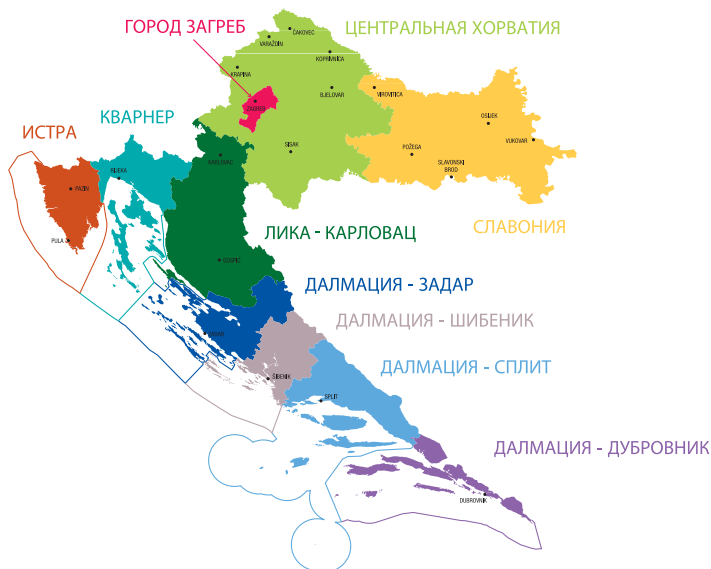 ГОРОД ЗАГРЕБ
ЦЕНТРАЛЬНАЯ ХОРВАТИЯ
ČAKOVEC
VARAŽDIN
KOPRIVNICA
KRAPINA
BJELOVAR
VIROVITICA
ZAGREB
КВАРНЕР
OSIJEK
ИСТРА
VUKOVAR
SISAK
POŽEGA
KARLOVAC
SLAVONSKI
BROD
RIJEKA
PAZIN
СЛАВОНИЯ
ЛИКА - КАРЛОВАЦ
PULA
GOSPIĆ
ДАЛМАЦИЯ - ЗАДАР
ДАЛМАЦИЯ - ШИБЕНИК
ZADAR
ДАЛМАЦИЯ - СПЛИТ
ŠIBENIK
SPLIT
ДАЛМАЦИЯ - ДУБРОВНИК
DUBROVNIK